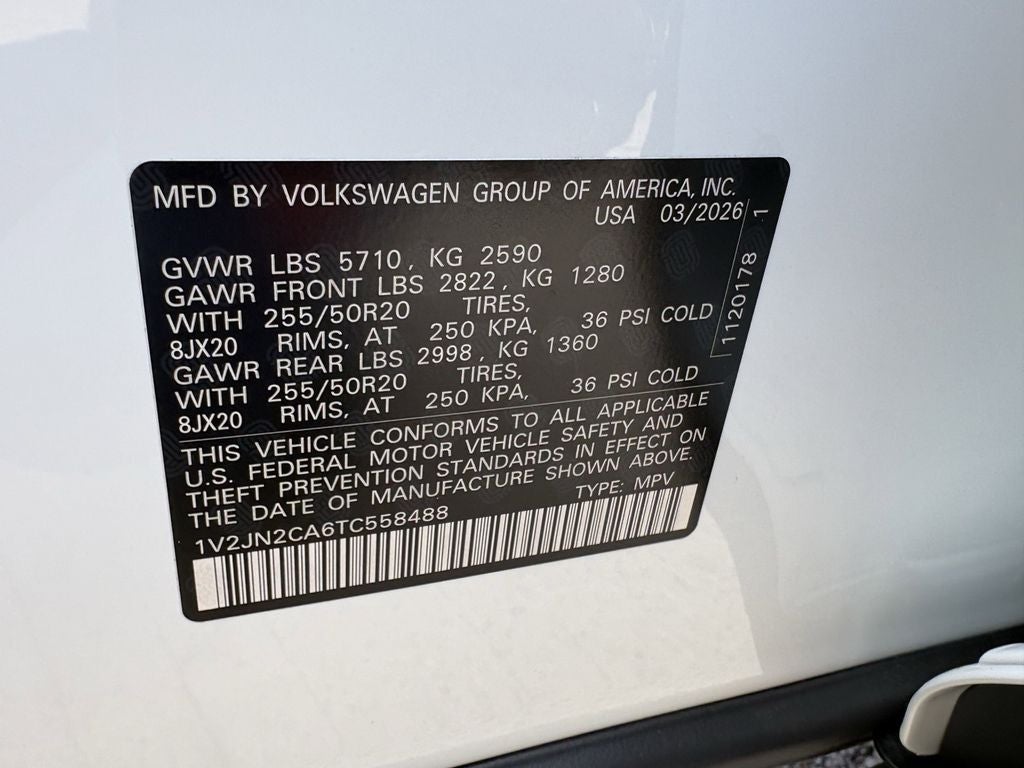 MFD BY VOLKSWAGEN GROUP OF AMERICA, INC.
USA 03/2026
GVWR LBS 5710, KG 2590
GAWR FRONT LBS 2822, KG 1280
WITH 255/50R20 TIRES,
8JX20 RIMS, AT 250 KPA, 36 PSI COLD
GAWR REAR LBS 2998, KG 1360
WITH 255/50R20 TIRES,
8JX20 RIMS, AT 250 KPA, 36 PSI COLD
THIS VEHICLE CONFORMS TO ALL APPLICABLE
U.S. FEDERAL MOTOR VEHICLE SAFETY AND
THEFT PREVENTION STANDARDS IN EFFECT ON
THE DATE OF MANUFACTURE SHOWN ABOVE.
1V2JN2CA6TC558488 TYPE: MPV
1120178 1